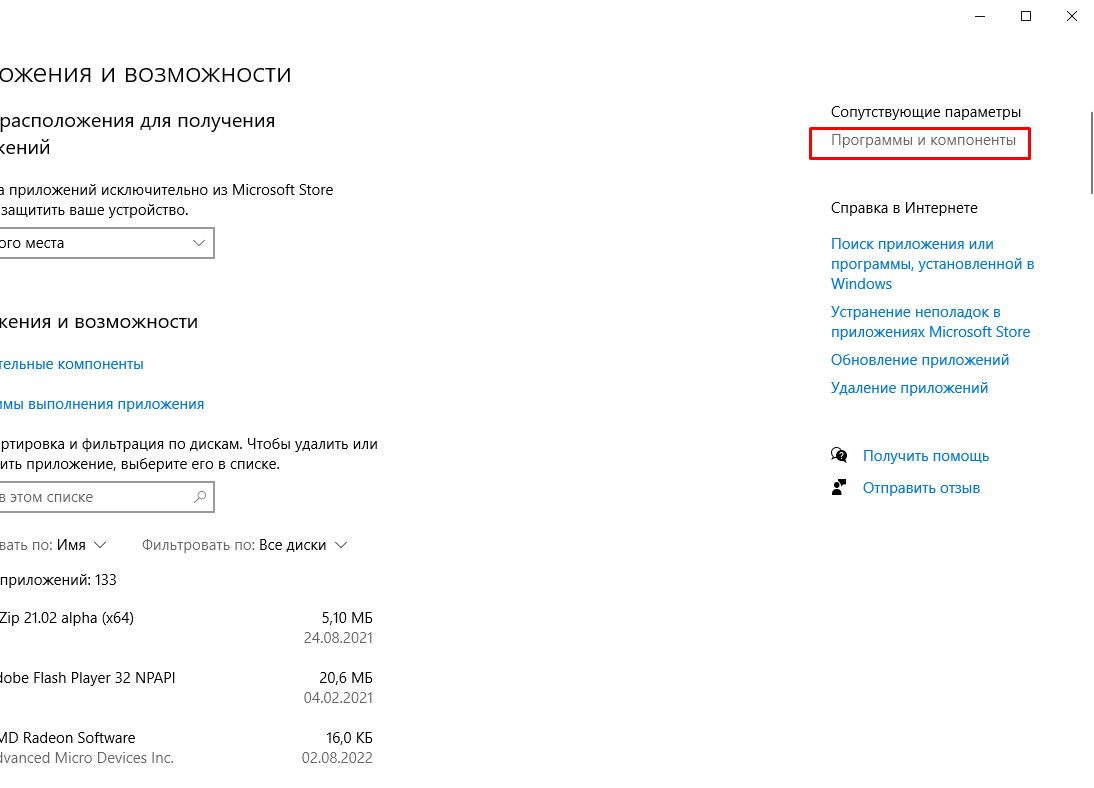 ожения и возможности
расположения для получения
жений
а приложений исключительно из Microsoft Store
защитить ваше устройство.
ого места
жения и возможности
тельные компоненты
имы выполнения приложения
ртировка и фильтрация по дискам. Чтобы удалить или
ить приложение, выберите его в списке.
в этом списке
вать по: Имя
Фильтровать по: Все диски
приложений: 133
Zip 21.02 alpha (x64)
5,10 МБ
24.08.2021
dobe Flash Player 32 NPAPI
20,6 МБ
04.02.2021
MD Radeon Software
16,0 КБ
dvanced Micro Devices Inc.
02.08.2022
Сопутствующие параметры
Программы и компоненты
Справка в Интернете
Поиск приложения или
программы, установленной в
Windows
Устранение неполадок в
приложениях Microsoft Store
Обновление приложений
Удаление приложений
Получить помощь
Отправить отзыв